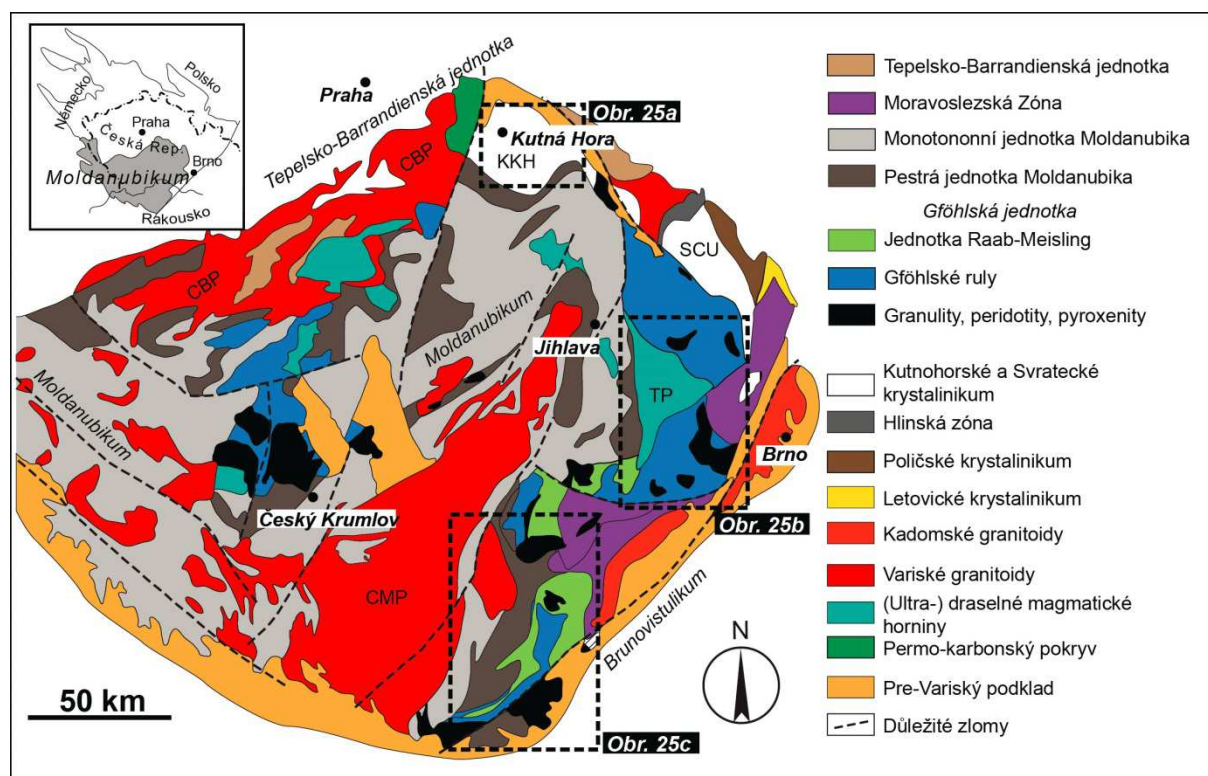 Německo
Polsko
Praha
Česká Rep.
Brno
Moldanubikum
Rakousko
Praha
Tepelsko-Barrandienská jednotka
Obr. 25a
Kutná Hora
KKH
CBP
CBP
SCU
Moldanubikum
Jihlava
TP
Moldanubikum
Brno
Český Krumlov
Obr. 25b
CMP
Brunovistulikum
N
50 km
Obr. 25c
Tepelsko-Barrandienská jednotka
Moravoslezská Zóna
Monotononní jednotka Moldanubika
Pestrá jednotka Moldanubika
Gföhlská jednotka
Jednotka Raab-Meisling
Gföhlské ruly
Granulity, peridotity, pyroxenity
Kutnohorské a Svratecké
krystalinikum
Hlinská zóna
Poličské krystalinikum
Letovické krystalinikum
Kadomské granitoidy
Variské granitoidy
(Ultra-) draselné magmatické
horniny
Permo-karbonský pokryv
Pre-Variský podklad
Důležité zlomy